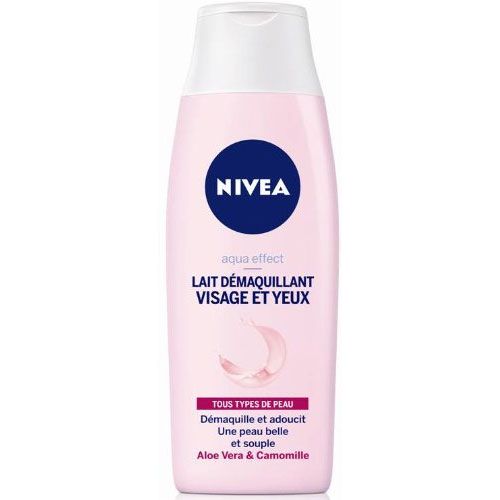 NIVEA
aqua effect
LAIT DÉMAQUILLANT
VISAGE ET YEUX
TOUS TYPES DE PEAU
Démaquille et adoucit
Une peau belle
et souple
Aloe Vera & Camomille